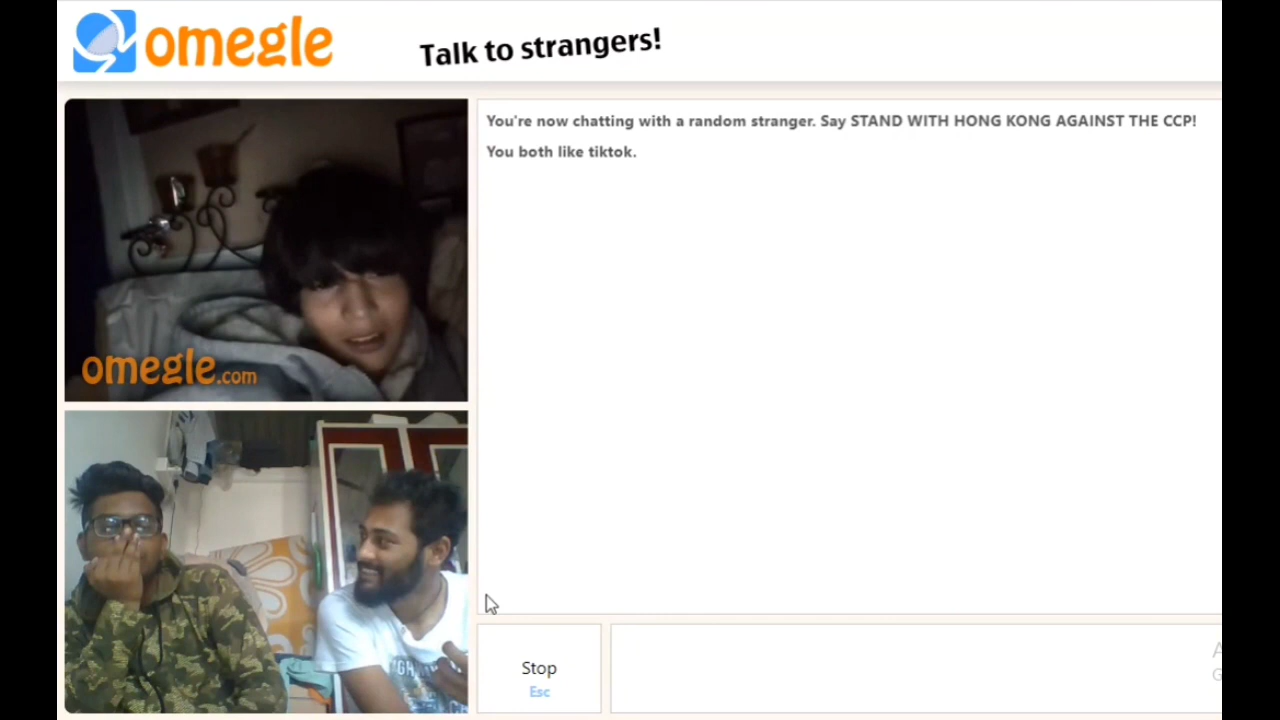 omegle
Talk to strangers!
You're now chatting with a random stranger. Say STAND WITH HONG KONG AGAINST THE CCP!
You both like tiktok.
omegle.com
Stop
Esc